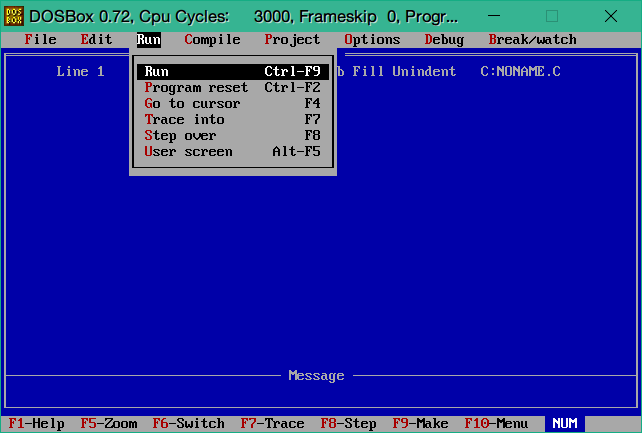 DOS BOX DOSBox 0.72, Cpu Cycles: 3000, Frameskip 0, Progr...
File Edit Run Compile Project Options Debug Break/watch
Line 1 b Fill Unindent C:NONAME.C
Run Ctrl-F9
Program reset Ctrl-F2
Go to cursor F4
Trace into F7
Step over F8
User screen Alt-F5
Message
F1-Help F5-Zoom F6-Switch F7-Trace F8-Step F9-Make F10-Menu NUM